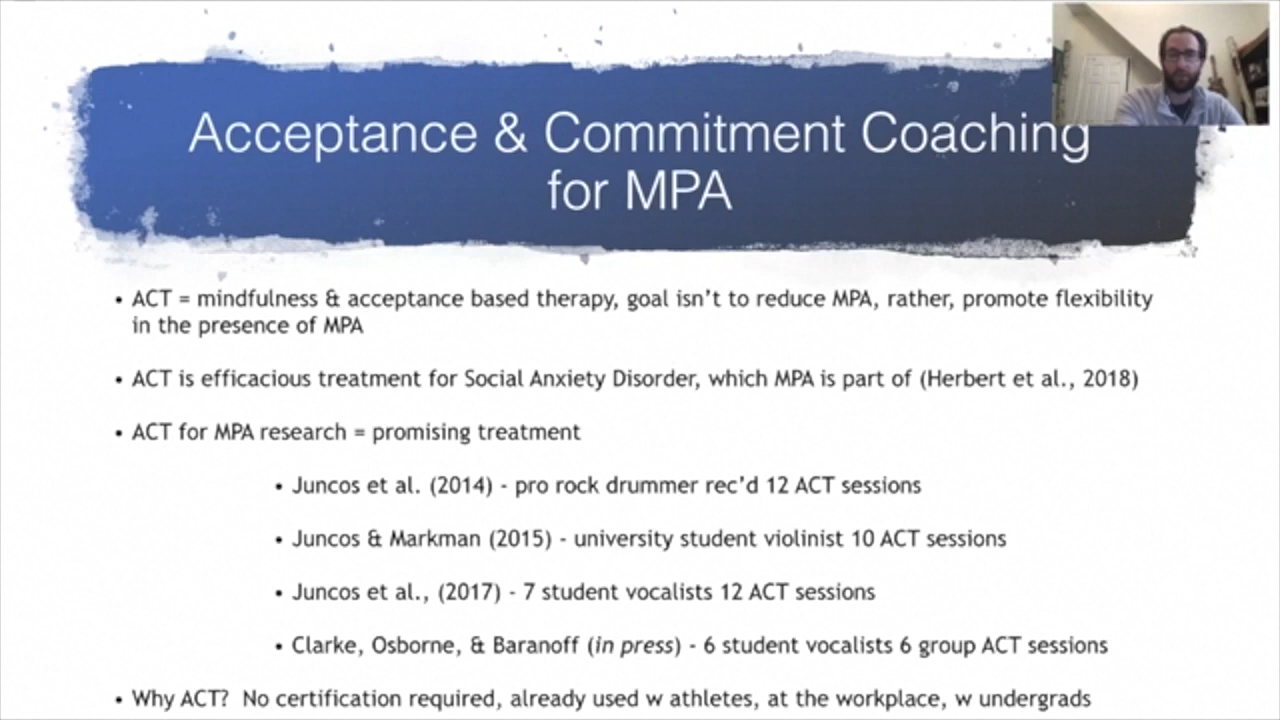 Acceptance & Commitment Coaching
for MPA
• ACT = mindfulness & acceptance based therapy, goal isn't to reduce MPA, rather, promote flexibility
in the presence of MPA
• ACT is efficacious treatment for Social Anxiety Disorder, which MPA is part of (Herbert et al., 2018)
• ACT for MPA research = promising treatment
• Juncos et al. (2014) - pro rock drummer rec'd 12 ACT sessions
• Juncos & Markman (2015) - university student violinist 10 ACT sessions
• Juncos et al., (2017) - 7 student vocalists 12 ACT sessions
• Clarke, Osborne, & Baranoff (in press) - 6 student vocalists 6 group ACT sessions
• Why ACT?  No certification required, already used w athletes, at the workplace, w undergrads